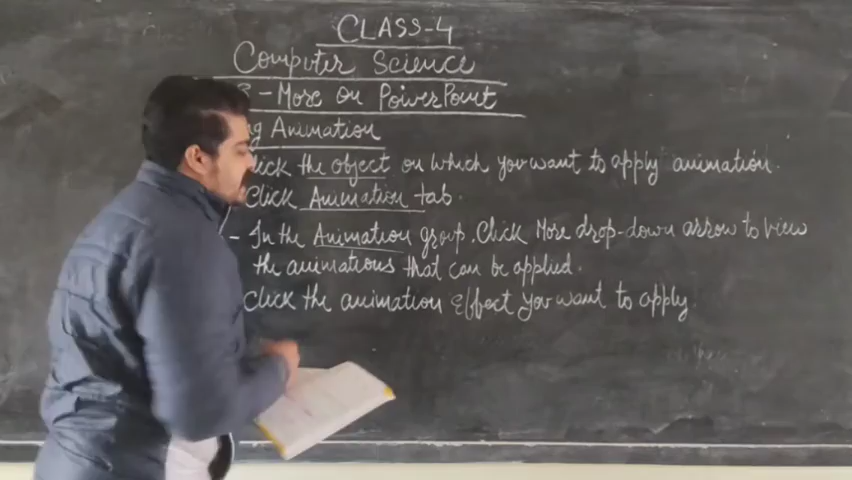 CLASS-4
Computer Science
3 - More on PowerPoint
Animation
Click the object on which you want to apply animation.
Click Animation tab.
- In the Animation group. Click More drop-down arrow to view
the animations that can be applied.
Click the animation Effect you want to apply.